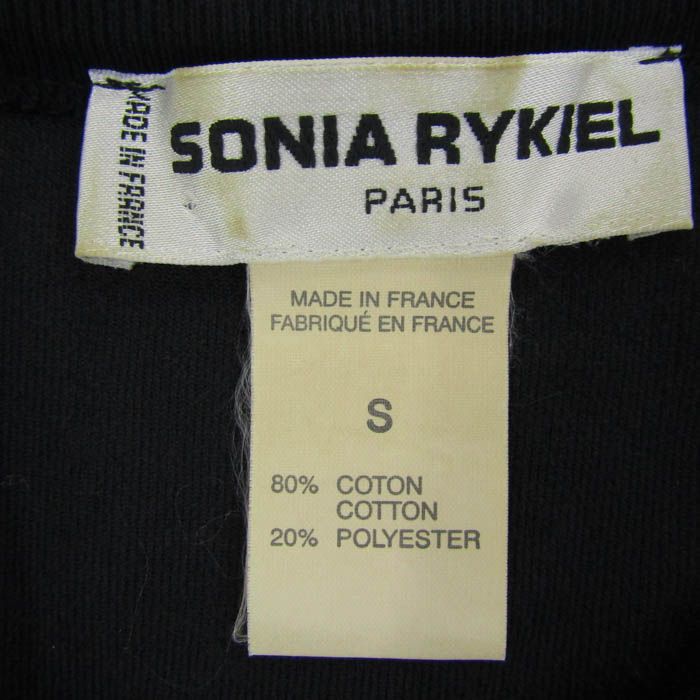 MADE IN FRANCE
SONIA RYKIEL
PARIS
MADE IN FRANCE
FABRIQUÉ EN FRANCE
S
80% COTON
COTTON
20% POLYESTER